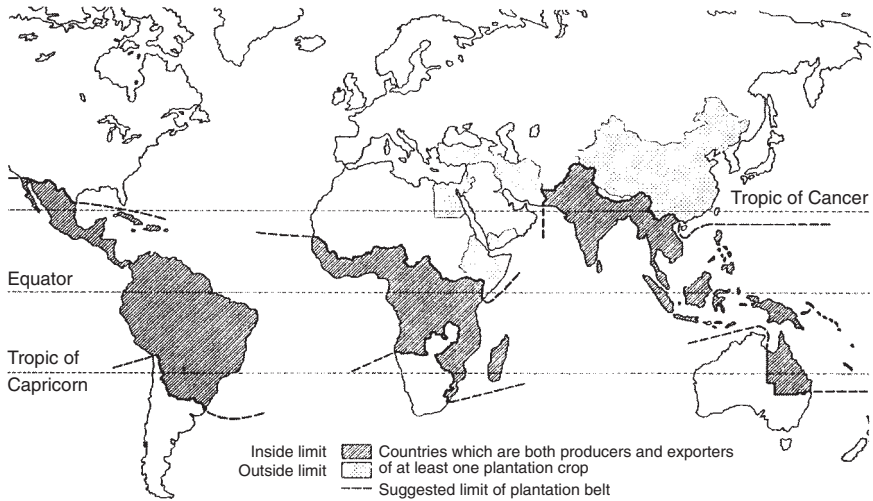 Tropic of Cancer
Equator
Tropic of
Capricorn
Inside limit Countries which are both producers and exporters
Outside limit of at least one plantation crop
Suggested limit of plantation belt